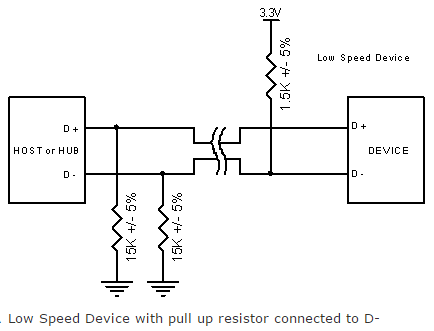 3.3V
1.5K +/- 5%
Low Speed Device
D+
HOST or HUB
D-
D+
DEVICE
D-
15K +/- 5%
15K +/- 5%
. Low Speed Device with pull up resistor connected to D-